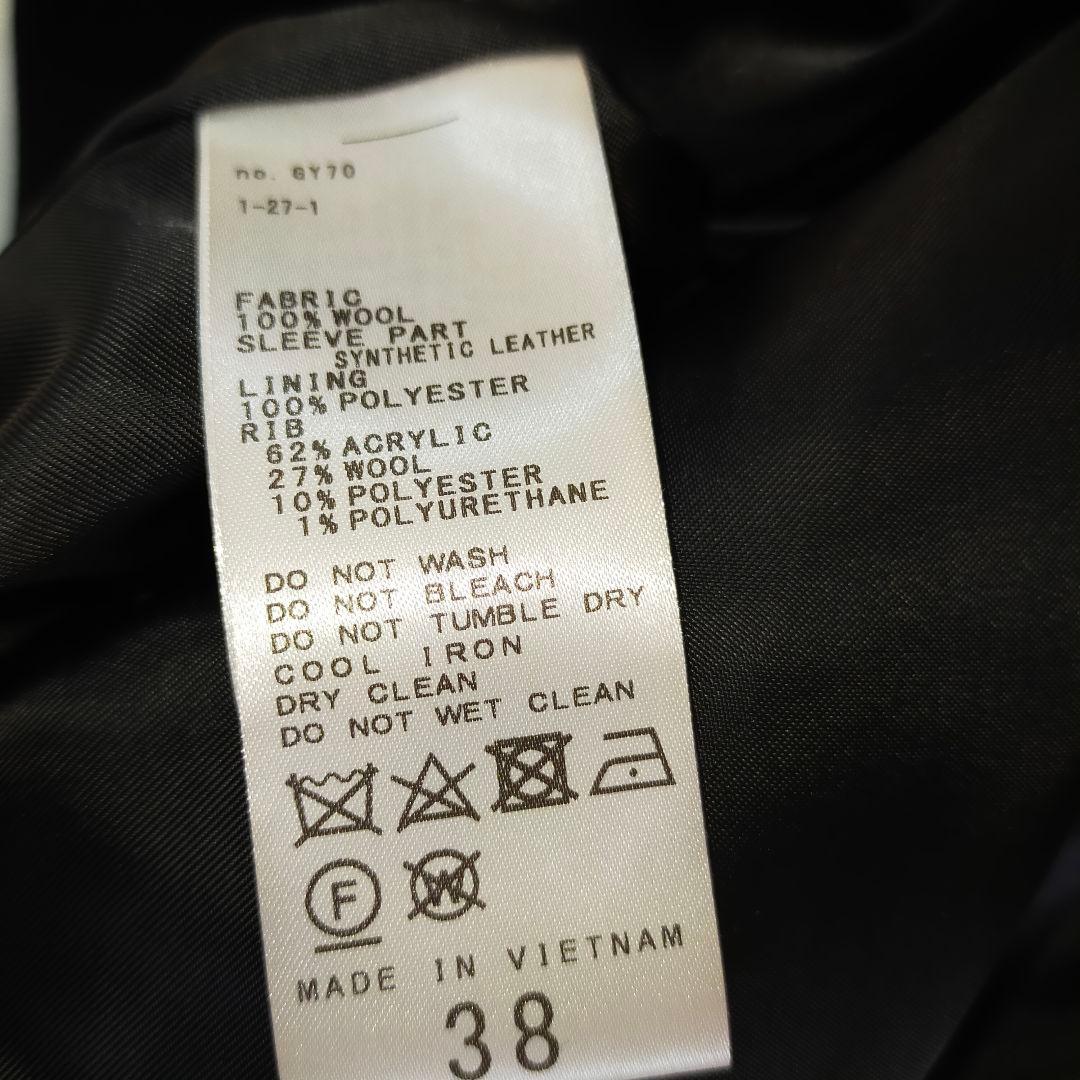 no. GY70
1-27-1
FABRIC
100% WOOL
SLEEVE PART
SYNTHETIC LEATHER
LINING
100% POLYESTER
RIB
62% ACRYLIC
27% WOOL
10% POLYESTER
1% POLYURETHANE
DO NOT WASH
DO NOT BLEACH
DO NOT TUMBLE DRY
COOL IRON
DRY CLEAN
DO NOT WET CLEAN
F W
MADE IN VIETNAM
38